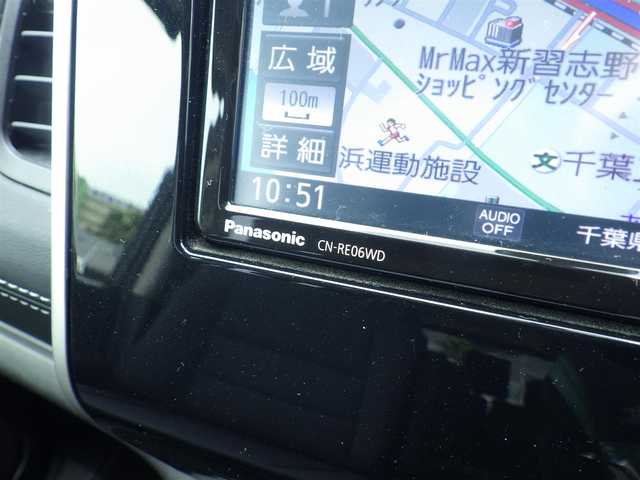 広域
MrMax新習志野
ショッピングセンター
100m
詳細
浜運動施設
文千葉
10:51
AUDIO
OFF
千葉県
Panasonic CN-RE06WD